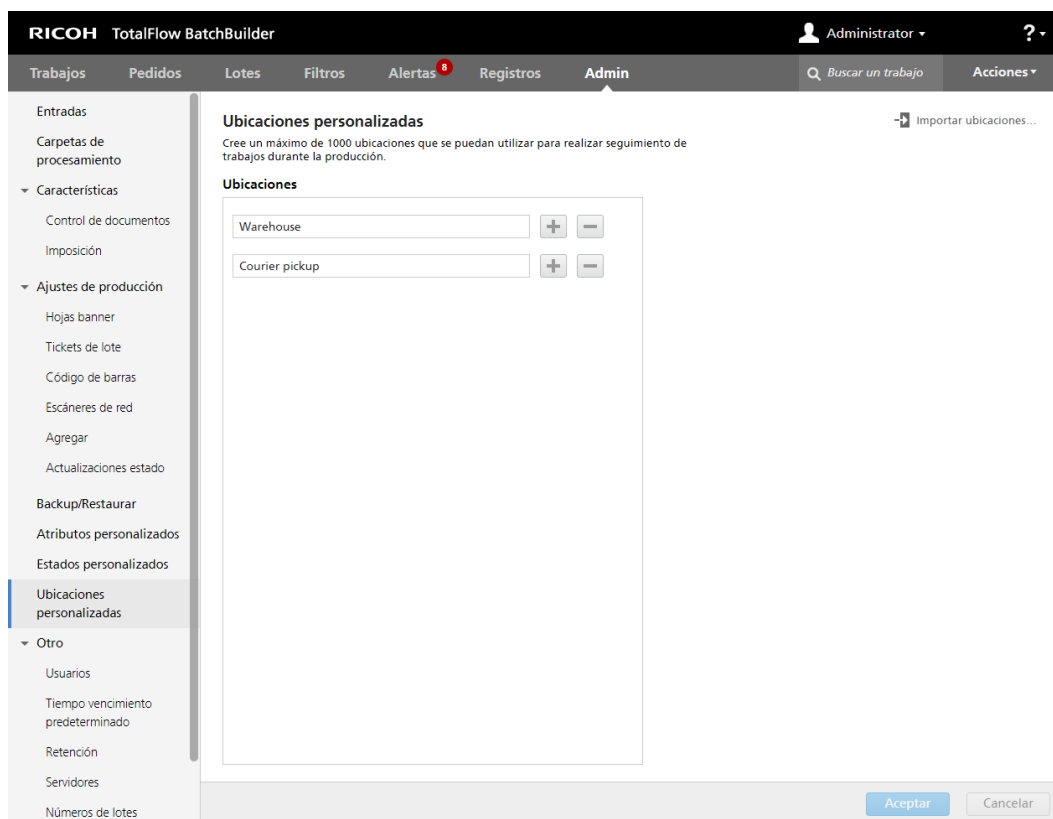 RICOH TotalFlow BatchBuilder
Administrator
?
Trabajos Pedidos Lotes Filtros Alertas 8 Registros Admin
Buscar un trabajo
Acciones
Entradas
Carpetas de
procesamiento
Características
Control de documentos
Imposición
Ajustes de producción
Hojas banner
Tickets de lote
Código de barras
Escáneres de red
Agregar
Actualizaciones estado
Backup/Restaurar
Atributos personalizados
Estados personalizados
Ubicaciones
personalizadas
Otro
Usuarios
Tiempo vencimiento
predeterminado
Retención
Servidores
Números de lotes
Ubicaciones personalizadas
Importar ubicaciones...
Cree un máximo de 1000 ubicaciones que se puedan utilizar para realizar seguimiento de
trabajos durante la producción.
Ubicaciones
Warehouse
Courier pickup
Aceptar
Cancelar